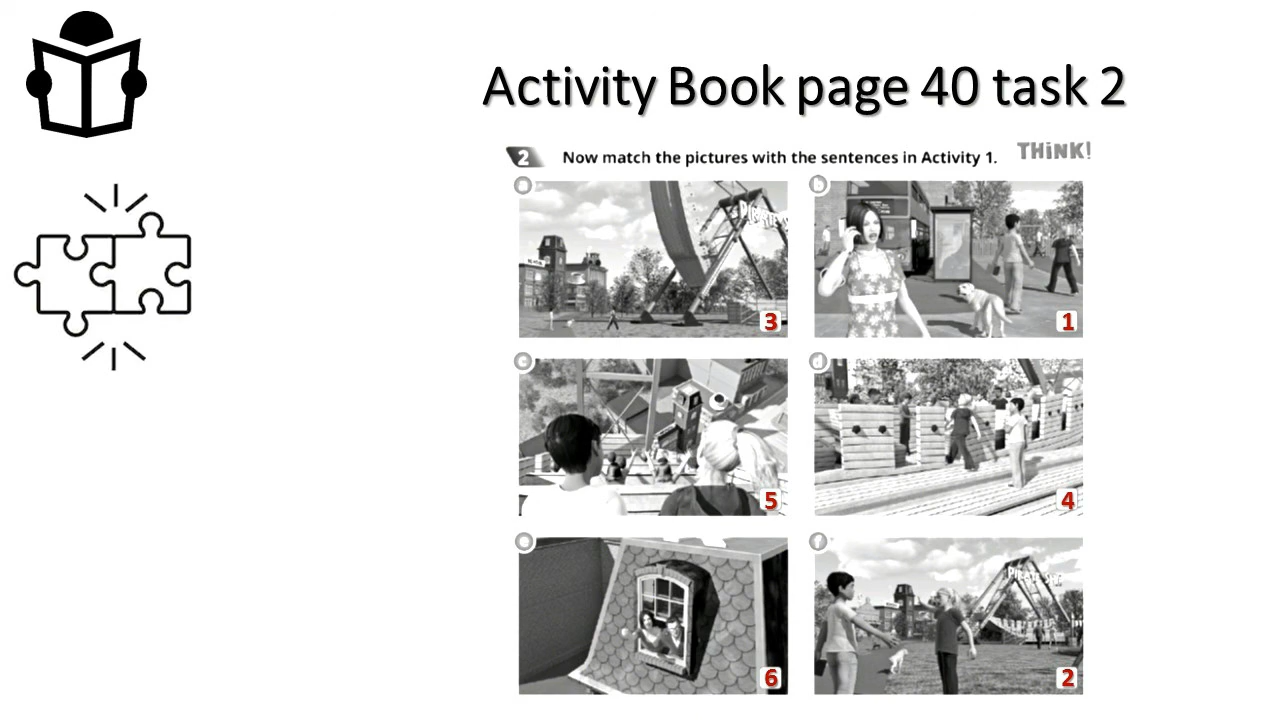 Activity Book page 40 task 2
2 Now match the pictures with the sentences in Activity 1. THiNK!
a
b
3
1
c
d
5
4
e
f
6
2